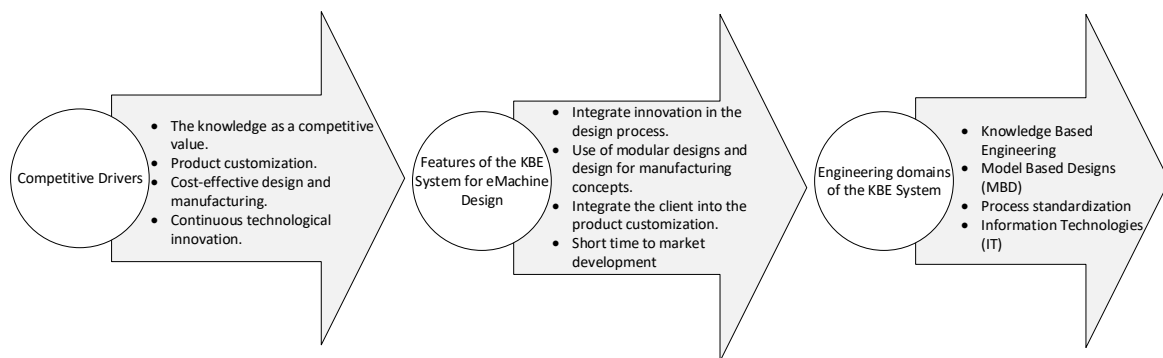 Competitive Drivers
• The knowledge as a competitive
value.
• Product customization.
• Cost-effective design and
manufacturing.
• Continuous technological
innovation.
Features of the KBE
System for eMachine
Design
• Integrate innovation in the
design process.
• Use of modular designs and
design for manufacturing
concepts.
• Integrate the client into the
product customization.
• Short time to market
development
Engineering domains
of the KBE System
• Knowledge Based
Engineering
• Model Based Designs
(MBD)
• Process standardization
• Information Technologies
(IT)